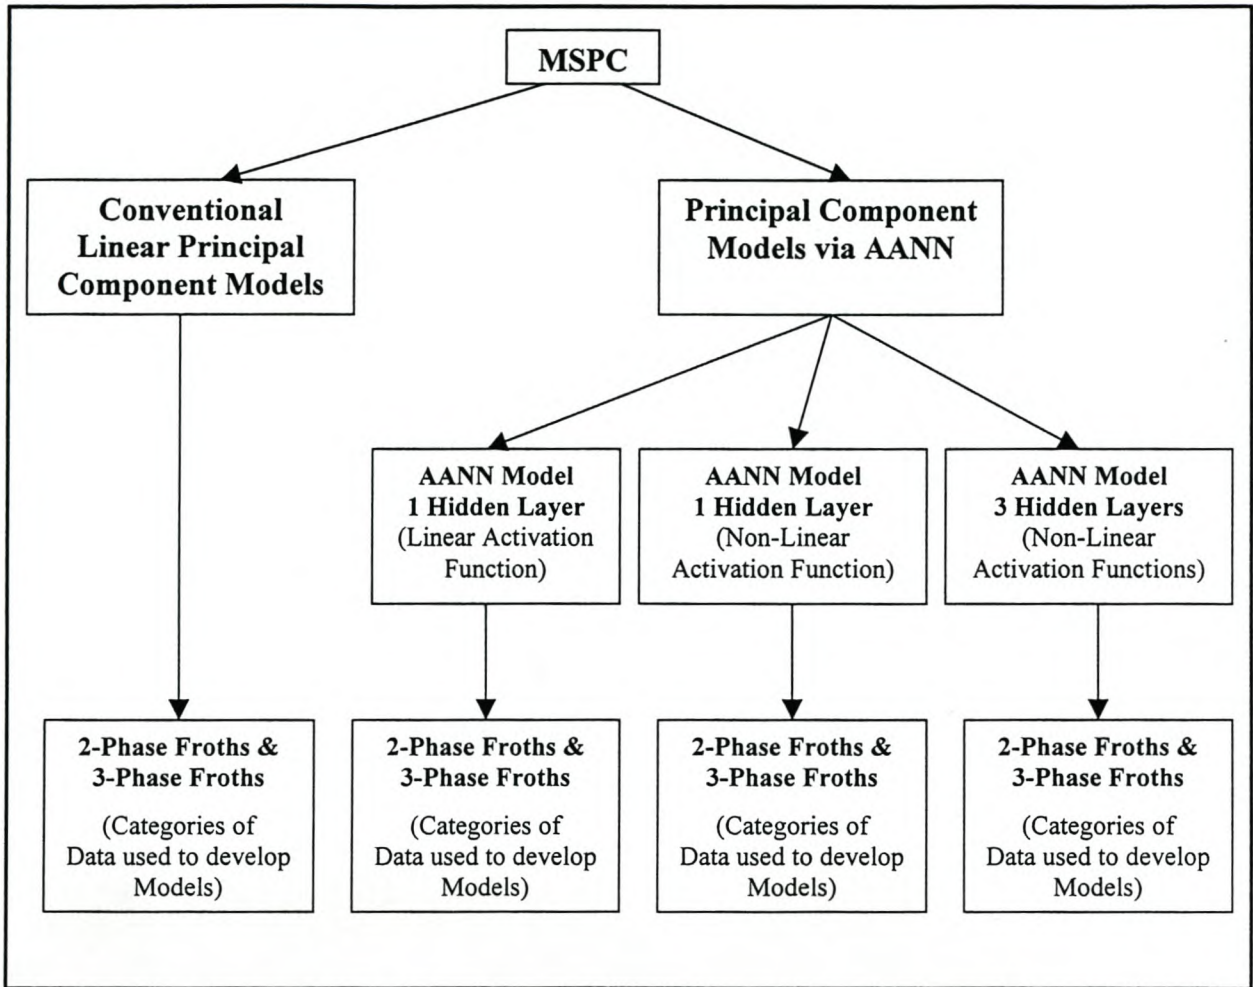 MSPC
Conventional
Linear Principal
Component Models
Principal Component
Models via AANN
AANN Model
1 Hidden Layer
(Linear Activation
Function)
AANN Model
1 Hidden Layer
(Non-Linear
Activation Function)
AANN Model
3 Hidden Layers
(Non-Linear
Activation Functions)
2-Phase Froths &
3-Phase Froths
(Categories of
Data used to develop
Models)
2-Phase Froths &
3-Phase Froths
(Categories of
Data used to develop
Models)
2-Phase Froths &
3-Phase Froths
(Categories of
Data used to develop
Models)
2-Phase Froths &
3-Phase Froths
(Categories of
Data used to develop
Models)